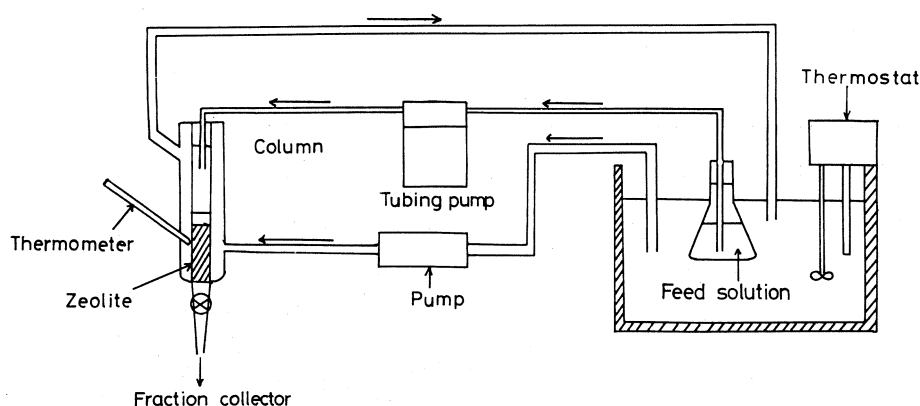 Thermostat
Column
Tubing pump
Thermometer
Zeolite
Pump
Feed solution
Fraction collector